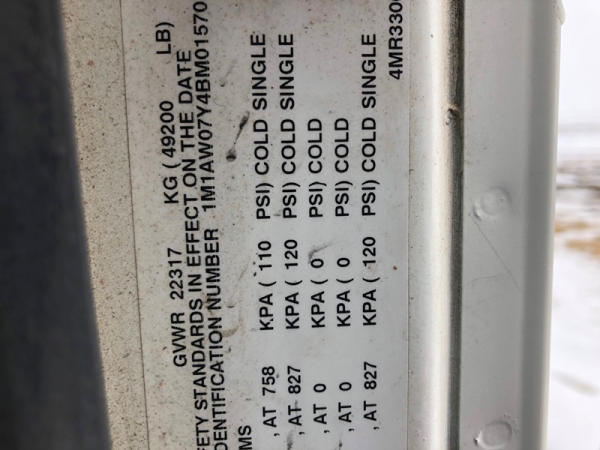 GVWR 22317 KG ( 49200 LB)
FETY STANDARDS IN EFFECT ON THE DATE
DENTIFICATION NUMBER 1M1AW07Y4BM01570
MS
, AT 758 KPA ( 110 PSI) COLD SINGLE
, AT 827 KPA ( 120 PSI) COLD SINGLE
, AT 0 KPA ( 0 PSI) COLD
, AT 0 KPA ( 0 PSI) COLD
, AT 827 KPA ( 120 PSI) COLD SINGLE
4MR330